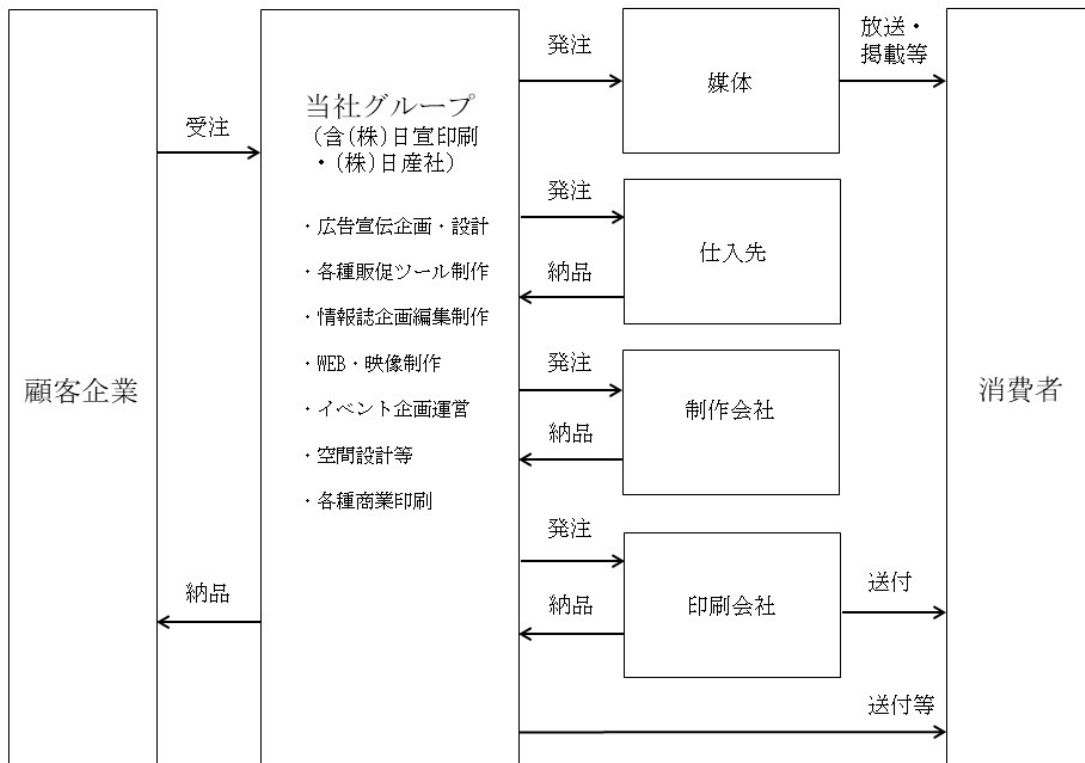 顧客企業
受注
納品
当社グループ
(含(株)日宣印刷
・(株)日産社)
・広告宣伝企画・設計
・各種販促ツール制作
・情報誌企画編集制作
・WEB・映像制作
・イベント企画運営
・空間設計等
・各種商業印刷
発注
媒体
放送・
掲載等
発注
納品
仕入先
発注
納品
制作会社
発注
納品
印刷会社
送付
送付等
消費者